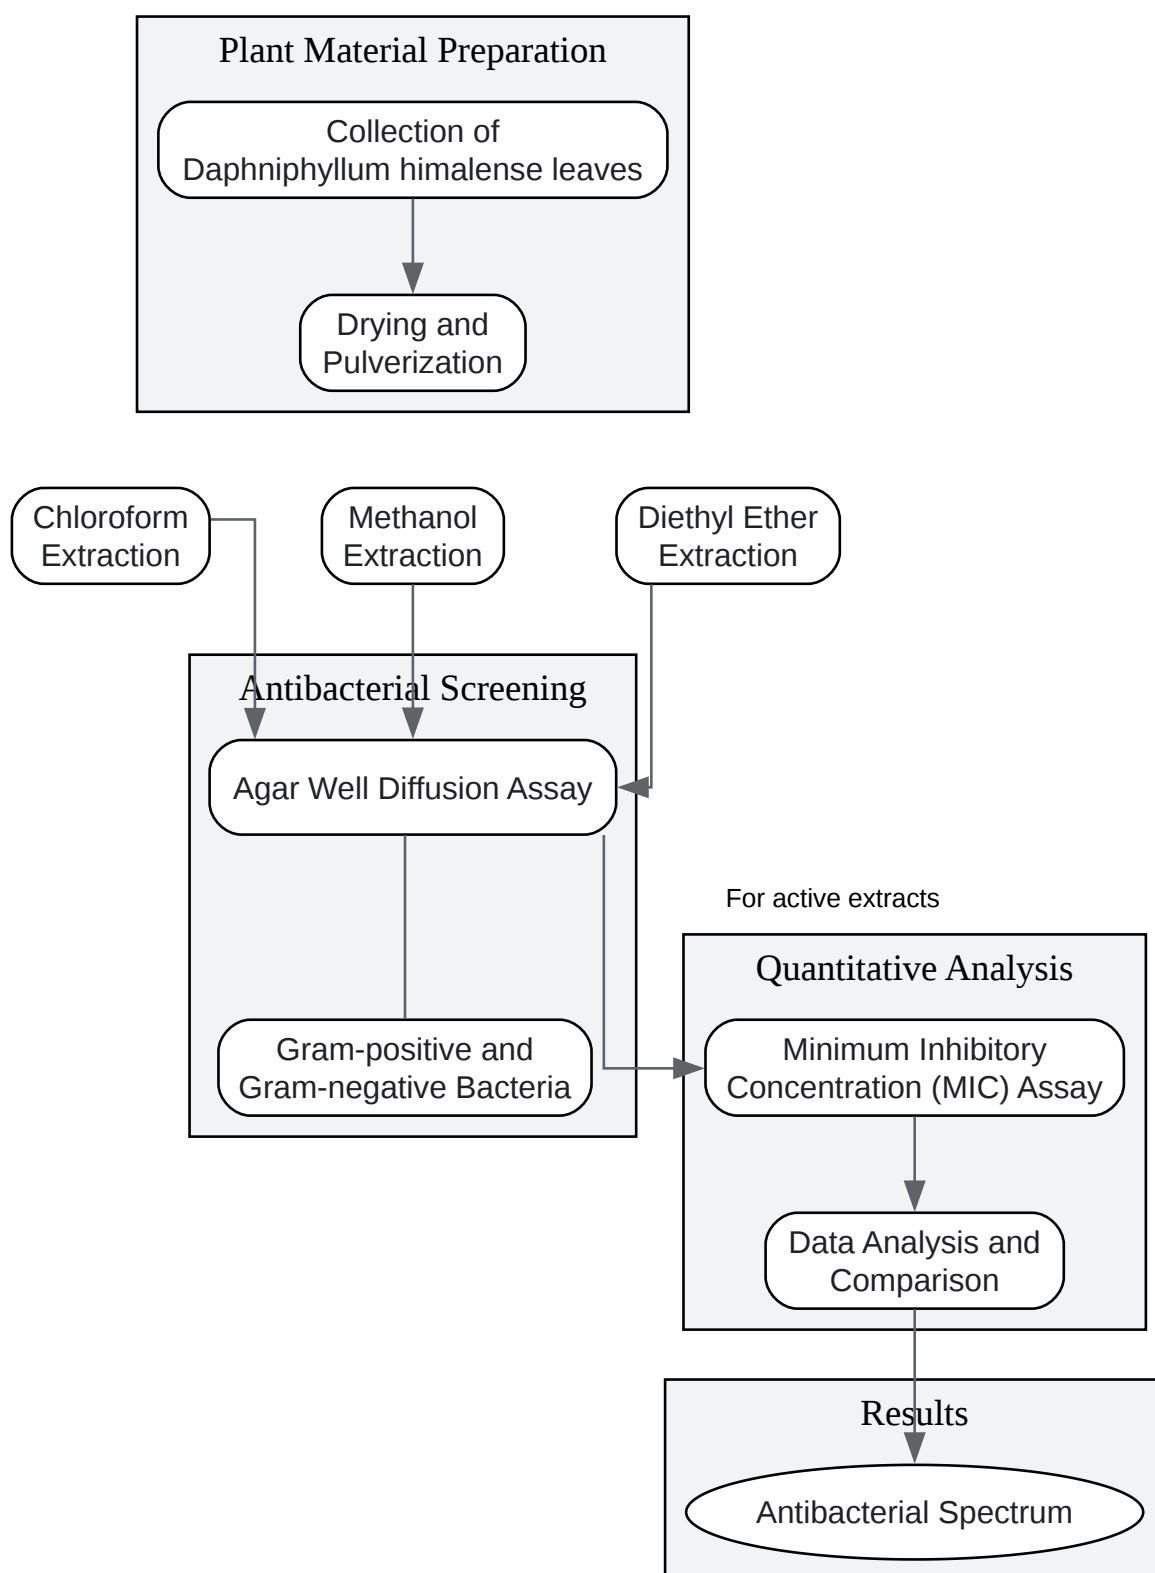 Plant Material Preparation
Collection of
Daphniphyllum himalense leaves
Drying and
Pulverization
Chloroform
Extraction
Methanol
Extraction
Diethyl Ether
Extraction
Antibacterial Screening
Agar Well Diffusion Assay
For active extracts
Quantitative Analysis
Gram-positive and
Gram-negative Bacteria
Minimum Inhibitory
Concentration (MIC) Assay
Data Analysis and
Comparison
Results
Antibacterial Spectrum